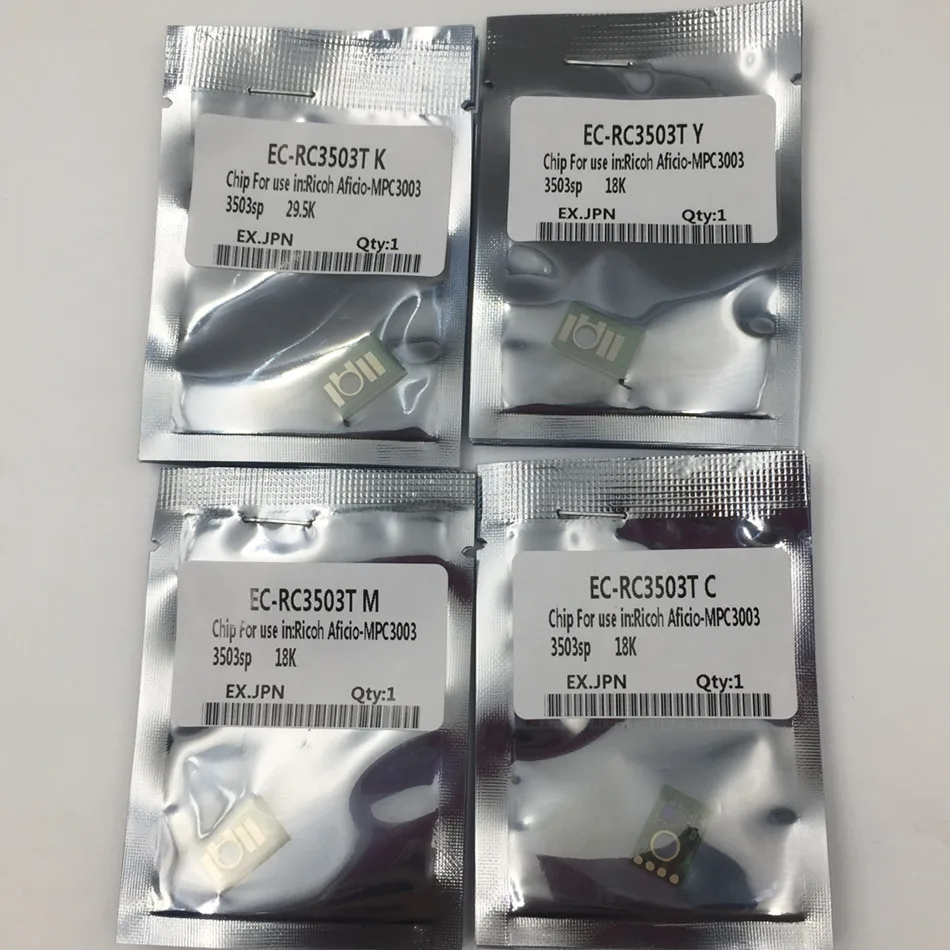 EC-RC3503T K
Chip For use in:Ricoh Aficio-MPC3003
3503sp 29.5K
EX.JPN Qty:1
EC-RC3503T Y
Chip For use in:Ricoh Aficio-MPC3003
3503sp 18K
EX.JPN Qty:1
EC-RC3503T M
Chip For use in:Ricoh Aficio-MPC3003
3503sp 18K
EX.JPN Qty:1
EC-RC3503T C
Chip For use in:Ricoh Aficio-MPC3003
3503sp 18K
EX.JPN Qty:1